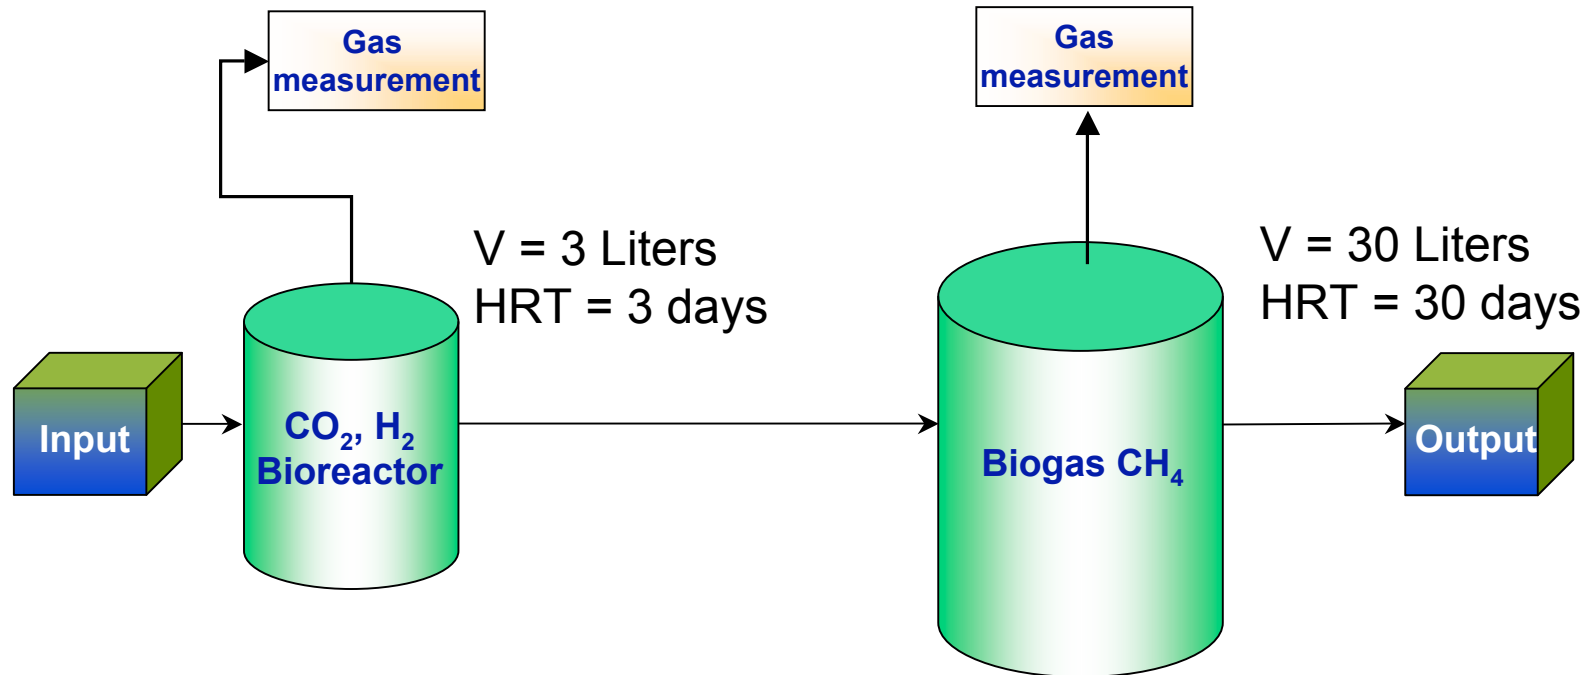 Gas
measurement
Gas
measurement
V = 3 Liters
HRT = 3 days
V = 30 Liters
HRT = 30 days
Input
CO₂, H₂
Bioreactor
Biogas CH₄
Output